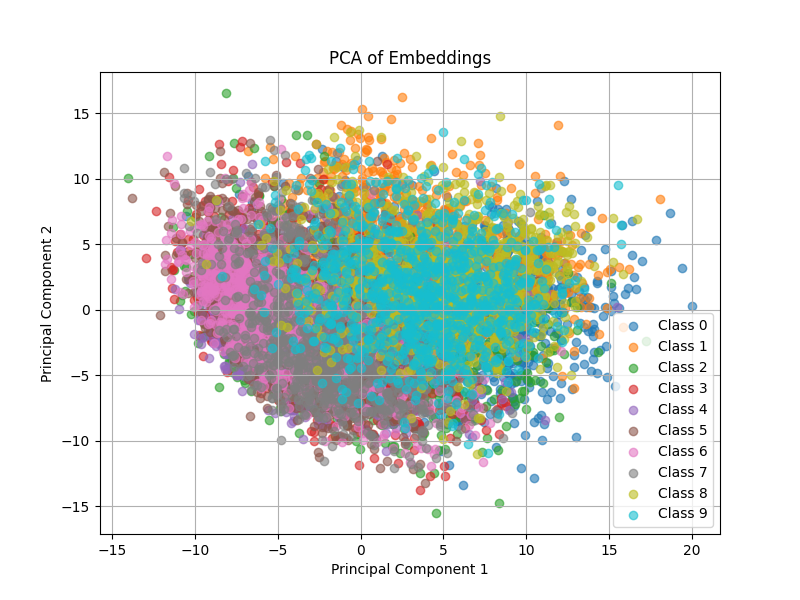 PCA of Embeddings
Principal Component 2
15
10
5
0
−5
−10
−15
−15
−10
−5
0
5
10
15
20
Principal Component 1
Class 0
Class 1
Class 2
Class 3
Class 4
Class 5
Class 6
Class 7
Class 8
Class 9